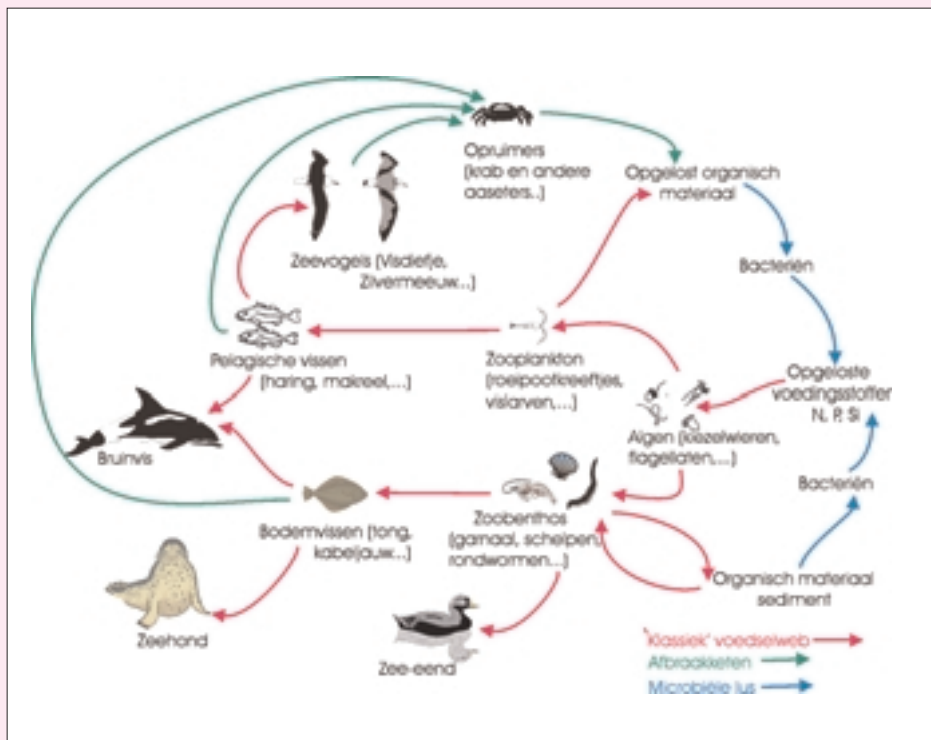 Opruimers
(krab en andere
aaseters..)
Opgelost organisch
materiaal
Zeevogels (Visdiefje,
Zilvermeeuw...)
Bacteriën
Pelagische vissen
(haring, makreel,...)
Zooplankton
(roeipootkreeftjes,
vislarven,...)
Opgeloste
voedingsstoffen
N, P, Si
Algen (kiezelwieren,
flagellaten,...)
Bruinvis
Bacteriën
Bodemvissen (tong,
kabeljauw...)
Zoobenthos
(garnaal, schelpen,
rondwormen...)
Organisch materiaal
sediment
Zeehond
Zee-eend
'Klassiek' voedselweb
Afbraakketen
Microbiële lus